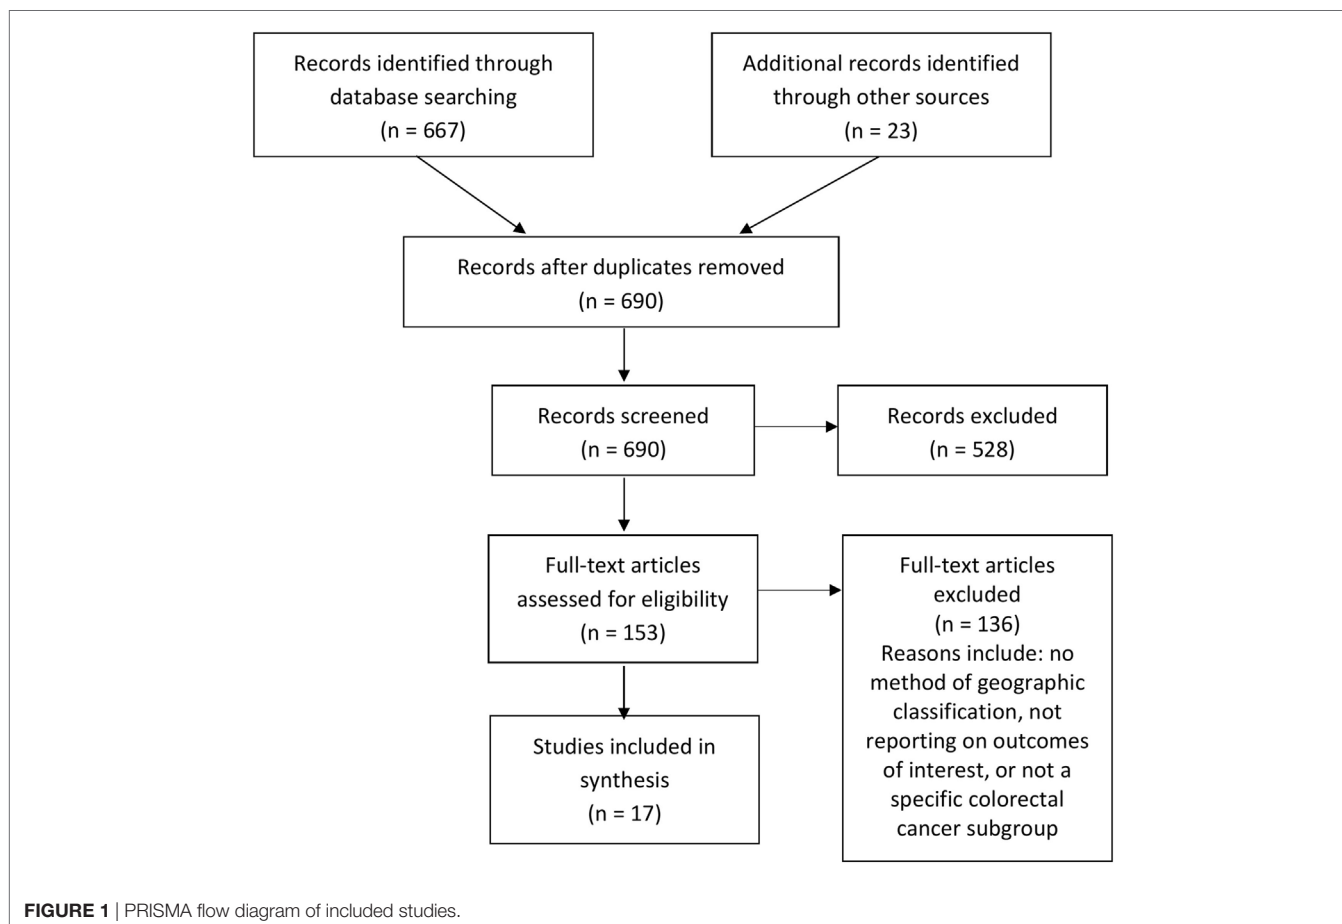 Records identified through
database searching
(n = 667)
Additional records identified
through other sources
(n = 23)
Records after duplicates removed
(n = 690)
Records screened
(n = 690)
Records excluded
(n = 528)
Full-text articles
assessed for eligibility
(n = 153)
Full-text articles
excluded
(n = 136)
Reasons include: no
method of geographic
classification, not
reporting on outcomes
of interest, or not a
specific colorectal
cancer subgroup
Studies included in
synthesis
(n = 17)
FIGURE 1 | PRISMA flow diagram of included studies.